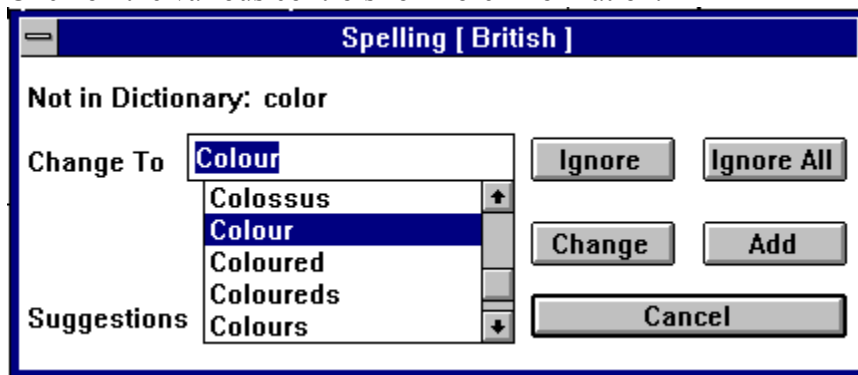 Spelling [ British ]
Not in Dictionary: color
Change To Colour Ignore Ignore All
Colossus
Colour
Coloured Change Add
Coloureds
Suggestions Colours Cancel